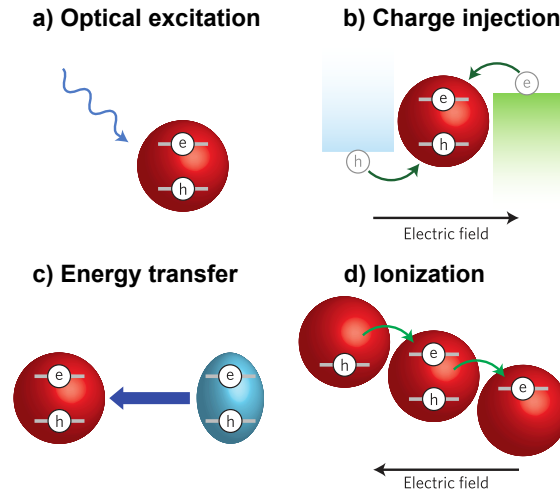 a) Optical excitation
e
h
b) Charge injection
e
e
h
h
Electric field
c) Energy transfer
e
h
e
h
d) Ionization
h
e
h
e
Electric field